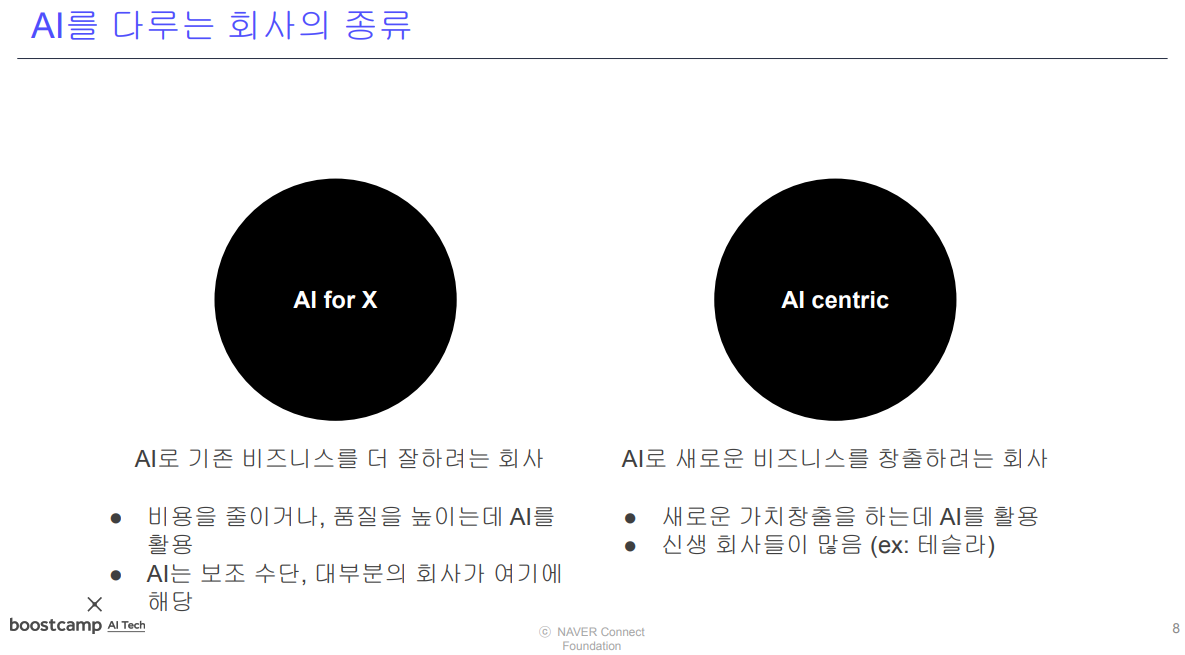 AI를 다루는 회사의 종류
AI for X
AI로 기존 비즈니스를 더 잘하려는 회사
● 비용을 줄이거나, 품질을 높이는데 AI를
활용
● AI는 보조 수단, 대부분의 회사가 여기에
해당
AI centric
AI로 새로운 비즈니스를 창출하려는 회사
● 새로운 가치창출을 하는데 AI를 활용
● 신생 회사들이 많음 (ex: 테슬라)
boostcamp AI Tech
ⓒ NAVER Connect
Foundation
8